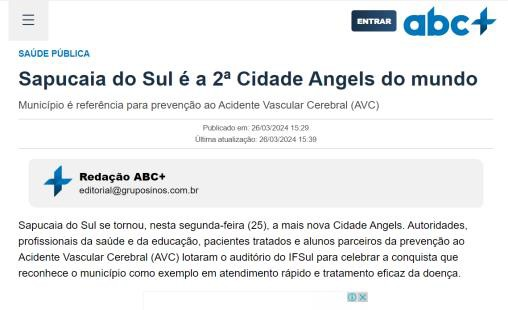 ENTRAR
abc+
SAÚDE PÚBLICA
Sapucaia do Sul é a 2ª Cidade Angels do mundo
Município é referência para prevenção ao Acidente Vascular Cerebral (AVC)
Publicado em: 26/03/2024 15:29
Última atualização: 26/03/2024 15:39
Redação ABC+
editorial@gruposinos.com.br
Sapucaia do Sul se tornou, nesta segunda-feira (25), a mais nova Cidade Angels. Autoridades,
profissionais da saúde e da educação, pacientes tratados e alunos parceiros da prevenção ao
Acidente Vascular Cerebral (AVC) lotaram o auditório do IFSul para celebrar a conquista que
reconhece o município como exemplo em atendimento rápido e tratamento eficaz da doença.